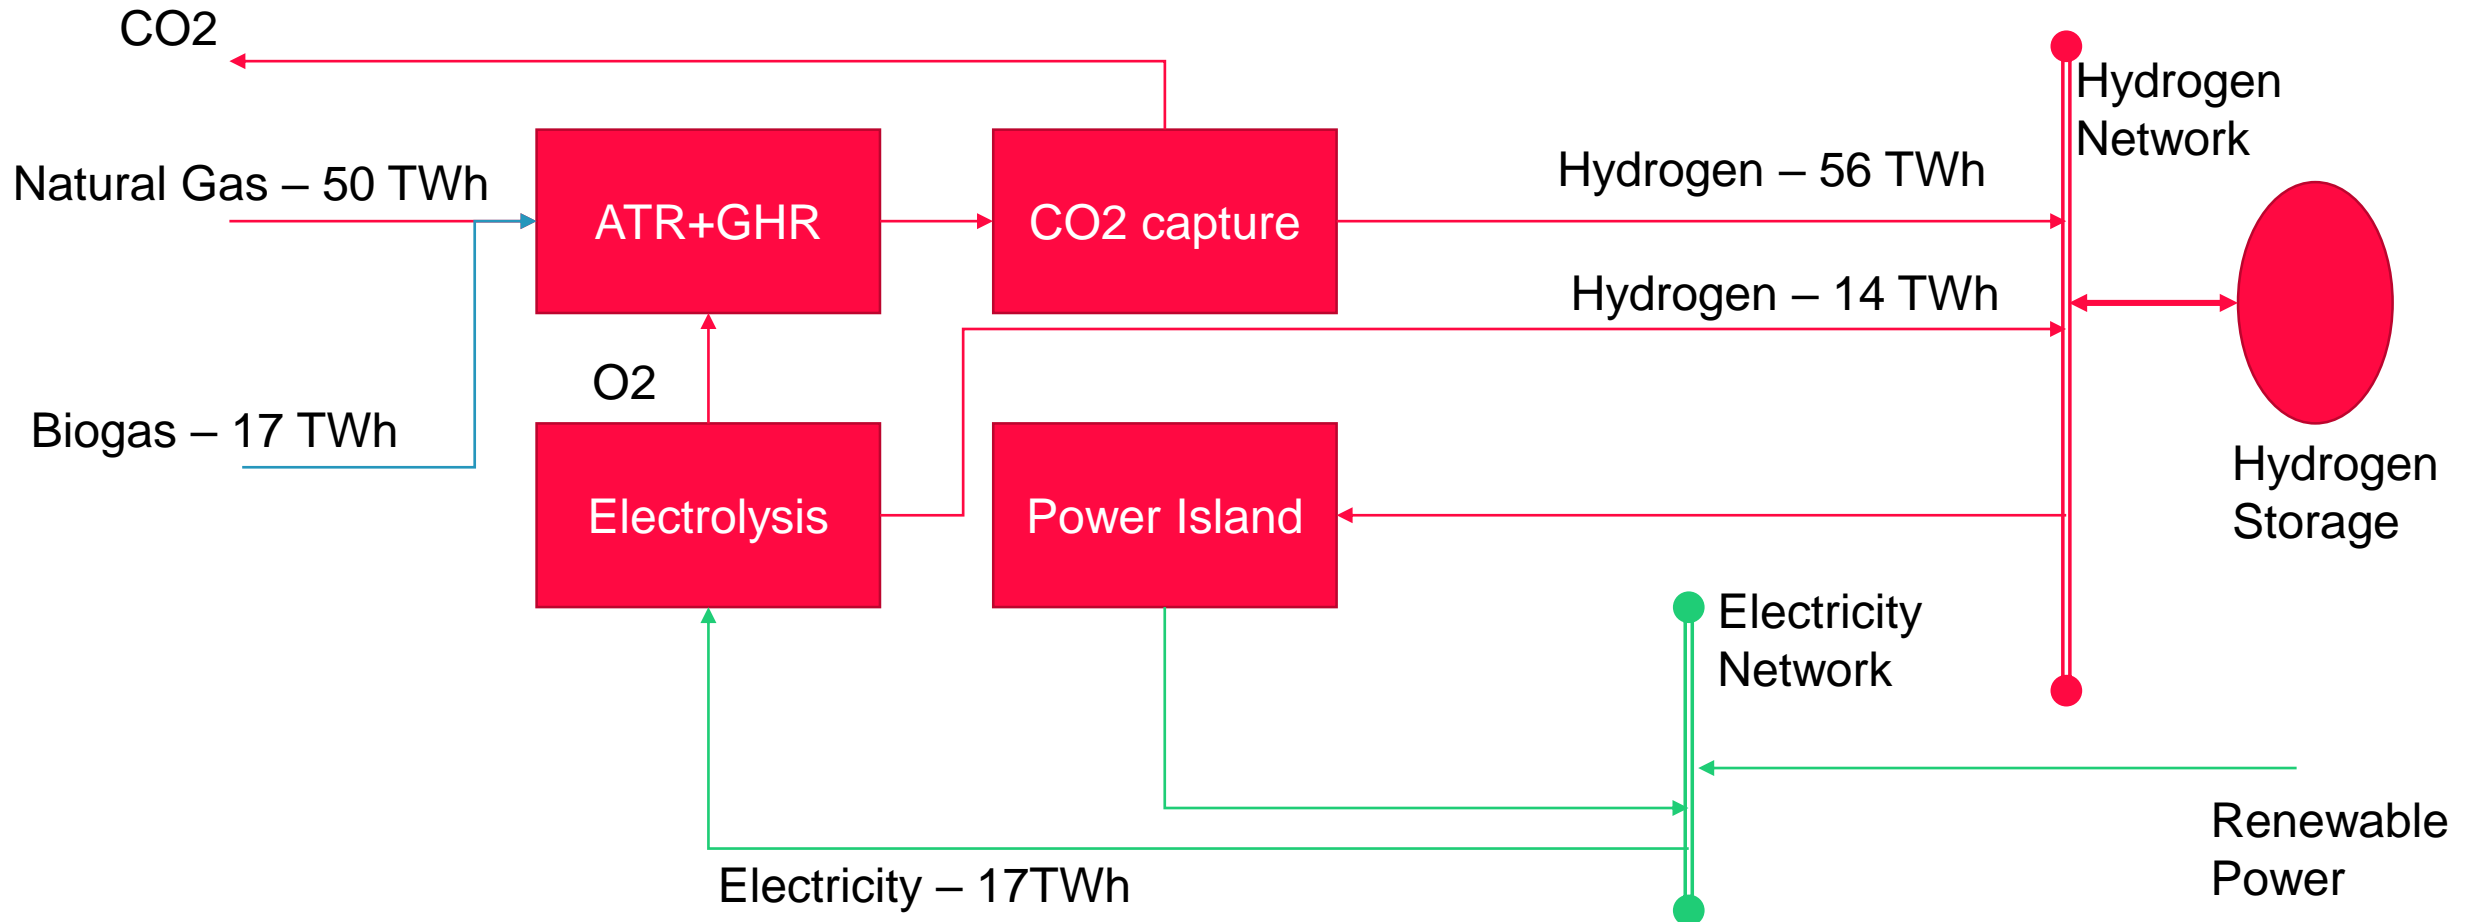 CO2
Hydrogen
Network
Natural Gas – 50 TWh
ATR+GHR
CO2 capture
Hydrogen – 56 TWh
Hydrogen – 14 TWh
O2
Biogas – 17 TWh
Electrolysis
Power Island
Hydrogen
Storage
Electricity
Network
Electricity – 17TWh
Renewable
Power